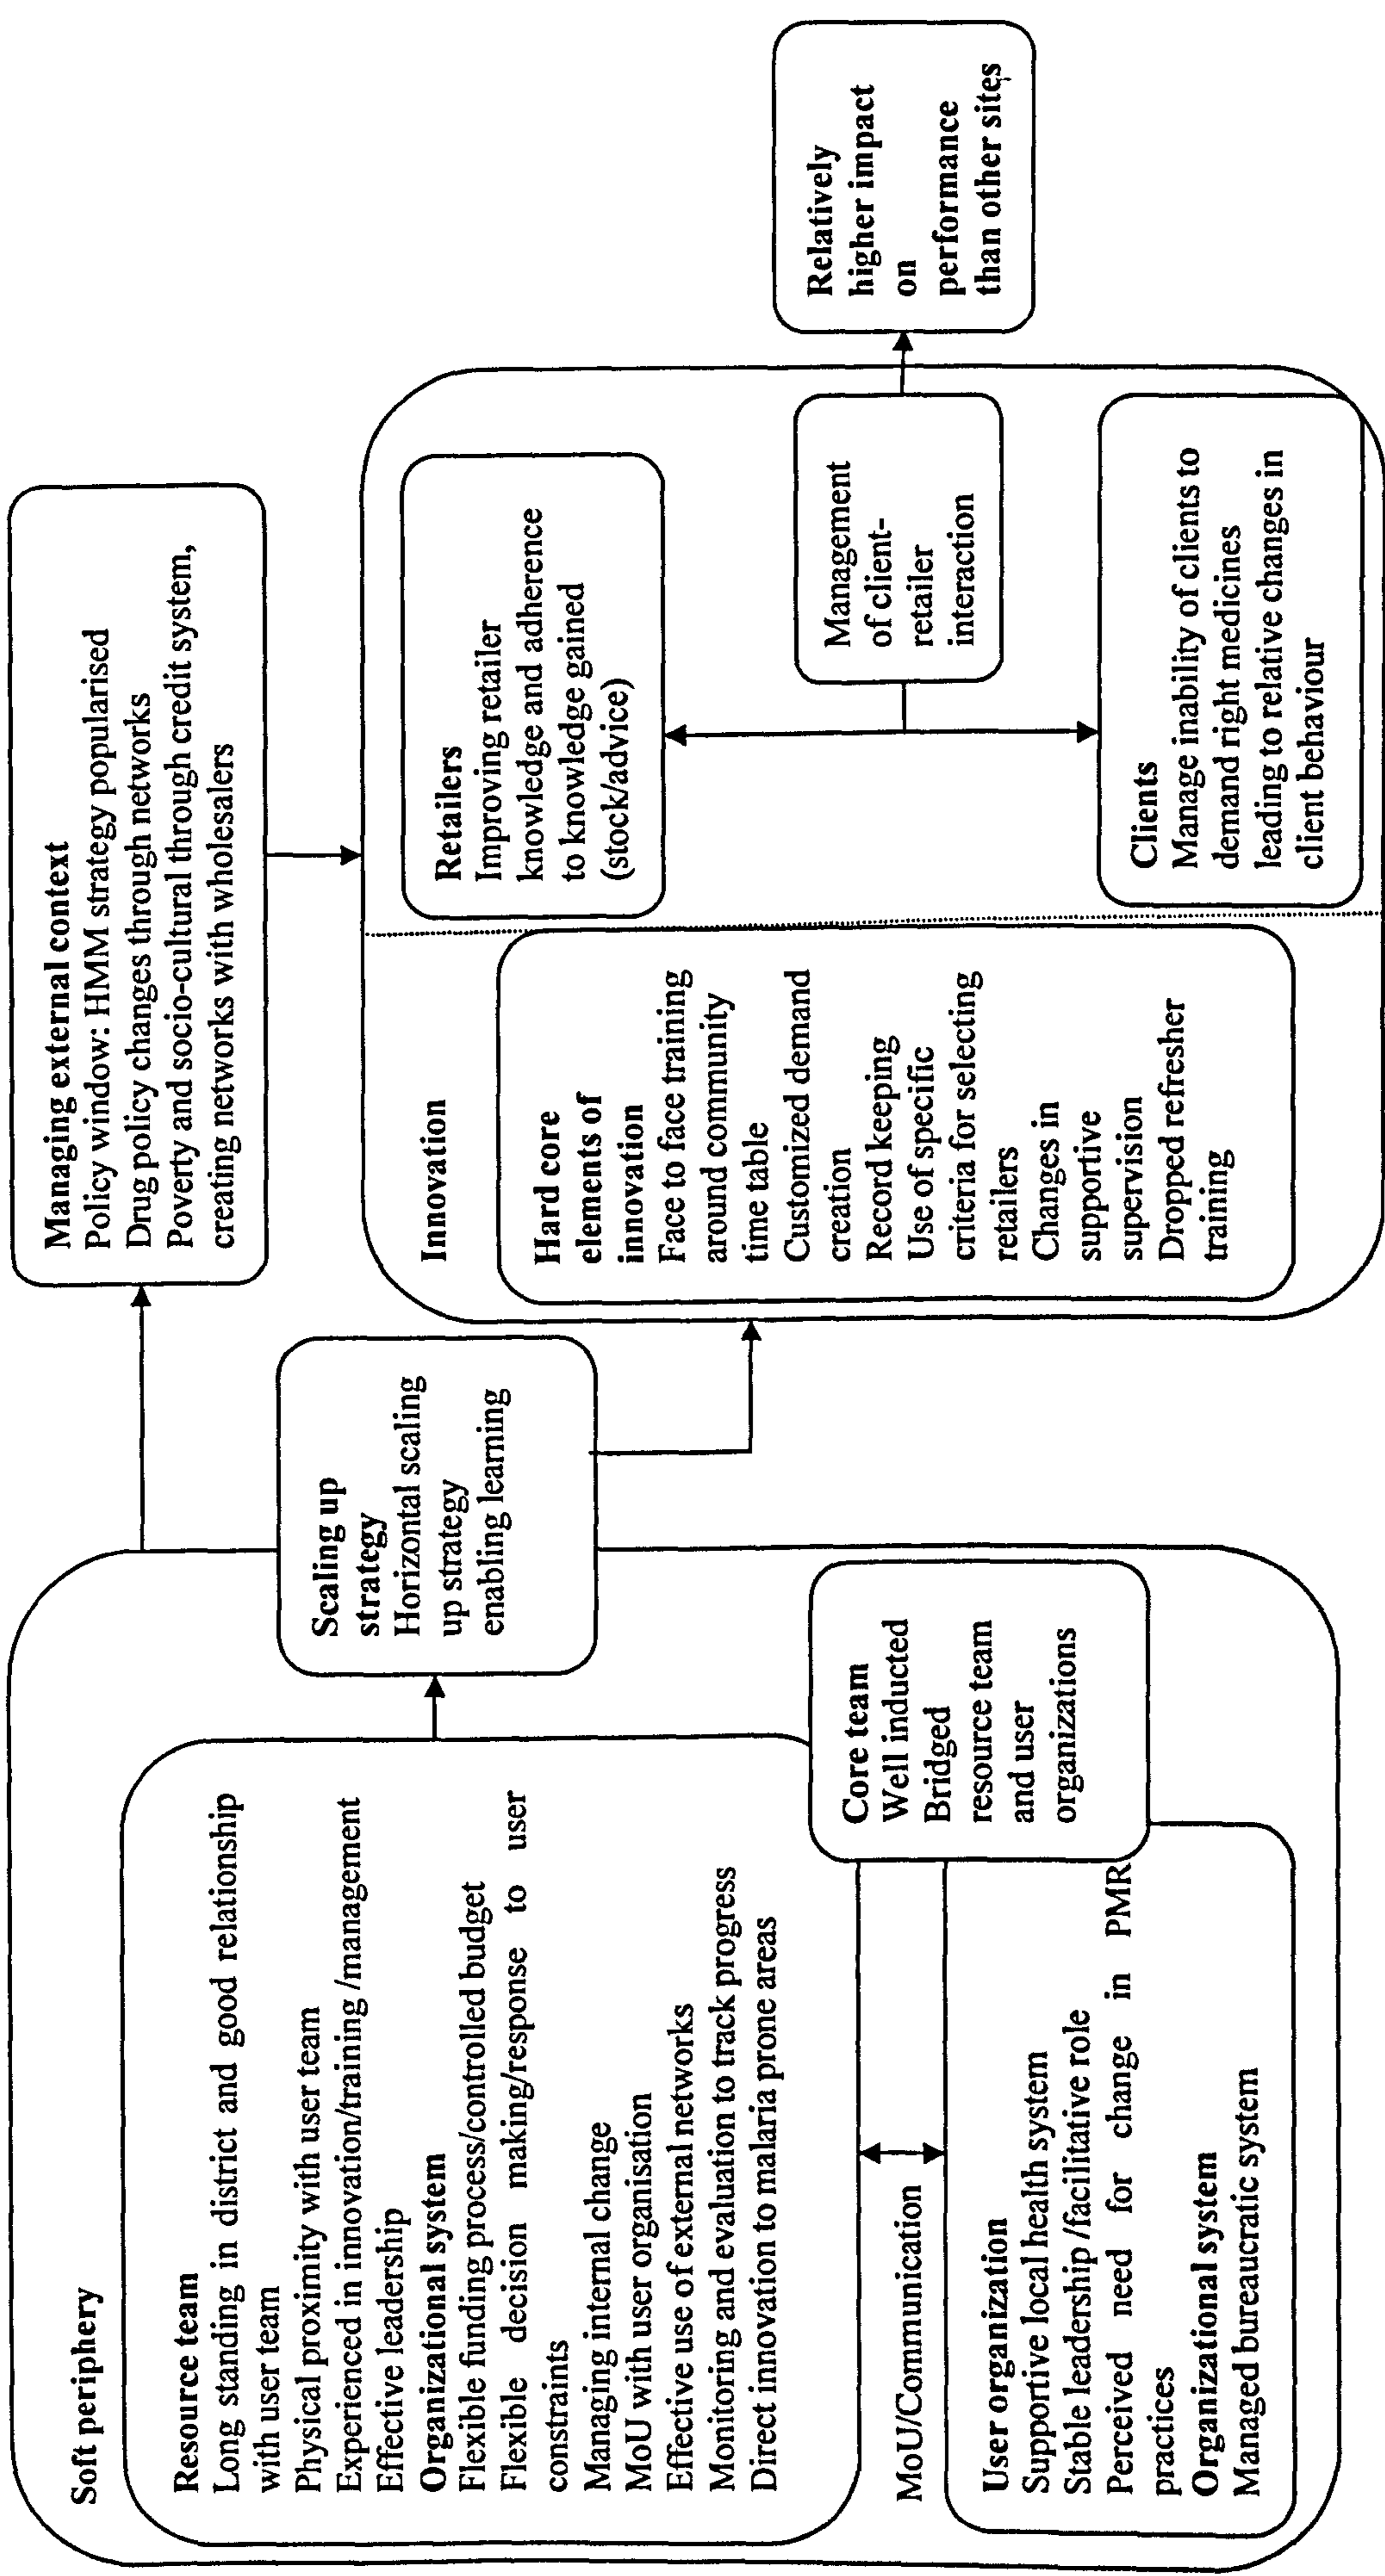 Soft periphery
Resource team
Long standing in district and good relationship
with user team
Physical proximity with user team
Experienced in innovation/training /management
Effective leadership
Organizational system
Flexible funding process/controlled budget
Flexible decision making/response to user
constraints
Managing internal change
MoU with user organisation
Effective use of external networks
Monitoring and evaluation to track progress
Direct innovation to malaria prone areas
MoU/Communication
User organization
Supportive local health system
Stable leadership /facilitative role
Perceived need for change in PMR
practices
Organizational system
Managed bureaucratic system
Core team
Well inducted
Bridged
resource team
and user
organizations
Scaling up
strategy
Horizontal scaling
up strategy
enabling learning
Managing external context
Policy window: HMM strategy popularised
Drug policy changes through networks
Poverty and socio-cultural through credit system,
creating networks with wholesalers
Innovation
Hard core
elements of
innovation
Face to face training
around community
time table
Customized demand
creation
Record keeping
Use of specific
criteria for selecting
retailers
Changes in
supportive
supervision
Dropped refresher
training
Retailers
Improving retailer
knowledge and adherence
to knowledge gained
(stock/advice)
Management
of client-
retailer
interaction
Clients
Manage inability of clients to
demand right medicines
leading to relative changes in
client behaviour
Relatively
higher impact
on
performance
than other sites